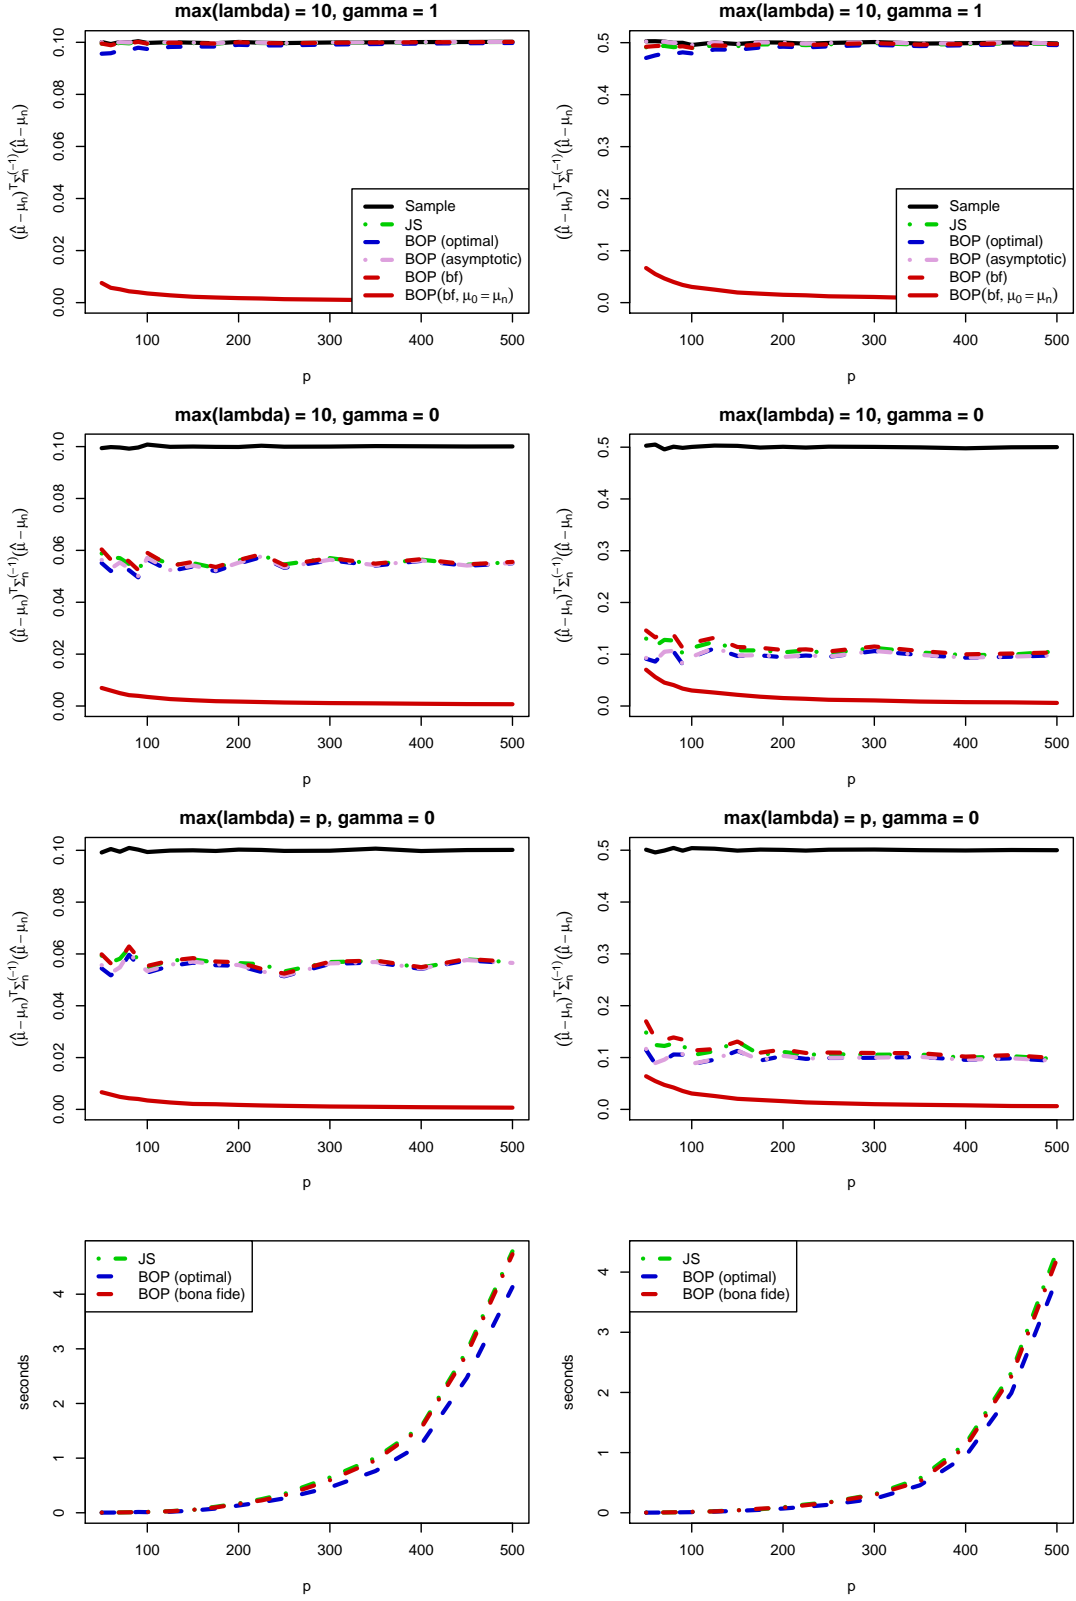 max(lambda) = 10, gamma = 1
(μ̂ − μₙ)ᵀΣₙ⁽⁻¹⁾(μ̂ − μₙ)
0.00 0.02 0.04 0.06 0.08 0.10
Sample
JS
BOP (optimal)
BOP (asymptotic)
BOP (bf)
BOP(bf, μ₀ = μₙ)
100 200 300 400 500
p
max(lambda) = 10, gamma = 1
(μ̂ − μₙ)ᵀΣₙ⁽⁻¹⁾(μ̂ − μₙ)
0.0 0.1 0.2 0.3 0.4 0.5
Sample
JS
BOP (optimal)
BOP (asymptotic)
BOP (bf)
BOP(bf, μ₀ = μₙ)
100 200 300 400 500
p
max(lambda) = 10, gamma = 0
(μ̂ − μₙ)ᵀΣₙ⁽⁻¹⁾(μ̂ − μₙ)
0.00 0.02 0.04 0.06 0.08 0.10
100 200 300 400 500
p
max(lambda) = 10, gamma = 0
(μ̂ − μₙ)ᵀΣₙ⁽⁻¹⁾(μ̂ − μₙ)
0.0 0.1 0.2 0.3 0.4 0.5
100 200 300 400 500
p
max(lambda) = p, gamma = 0
(μ̂ − μₙ)ᵀΣₙ⁽⁻¹⁾(μ̂ − μₙ)
0.00 0.02 0.04 0.06 0.08 0.10
100 200 300 400 500
p
max(lambda) = p, gamma = 0
(μ̂ − μₙ)ᵀΣₙ⁽⁻¹⁾(μ̂ − μₙ)
0.0 0.1 0.2 0.3 0.4 0.5
100 200 300 400 500
p
JS
BOP (optimal)
BOP (bona fide)
seconds
0 1 2 3 4
100 200 300 400 500
p
JS
BOP (optimal)
BOP (bona fide)
seconds
0 1 2 3 4
100 200 300 400 500
p